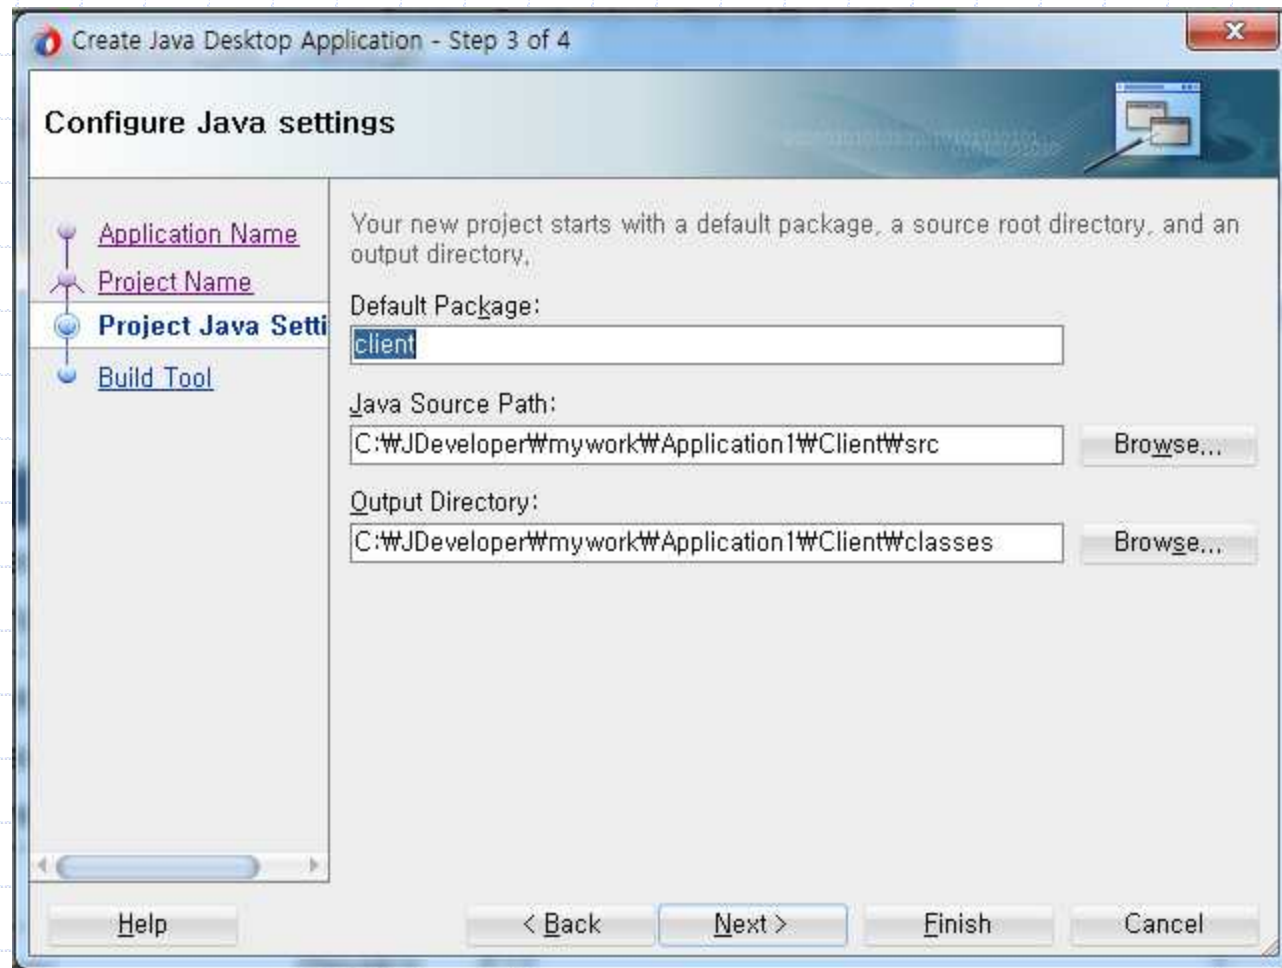 Create Java Desktop Application - Step 3 of 4
Configure Java settings
Application Name
Project Name
Project Java Setti
Build Tool
Your new project starts with a default package, a source root directory, and an
output directory.
Default Package:
client
Java Source Path:
C:₩JDeveloper₩mywork₩Application1₩Client₩src
Browse...
Output Directory:
C:₩JDeveloper₩mywork₩Application1₩Client₩classes
Browse...
Help
< Back
Next >
Finish
Cancel